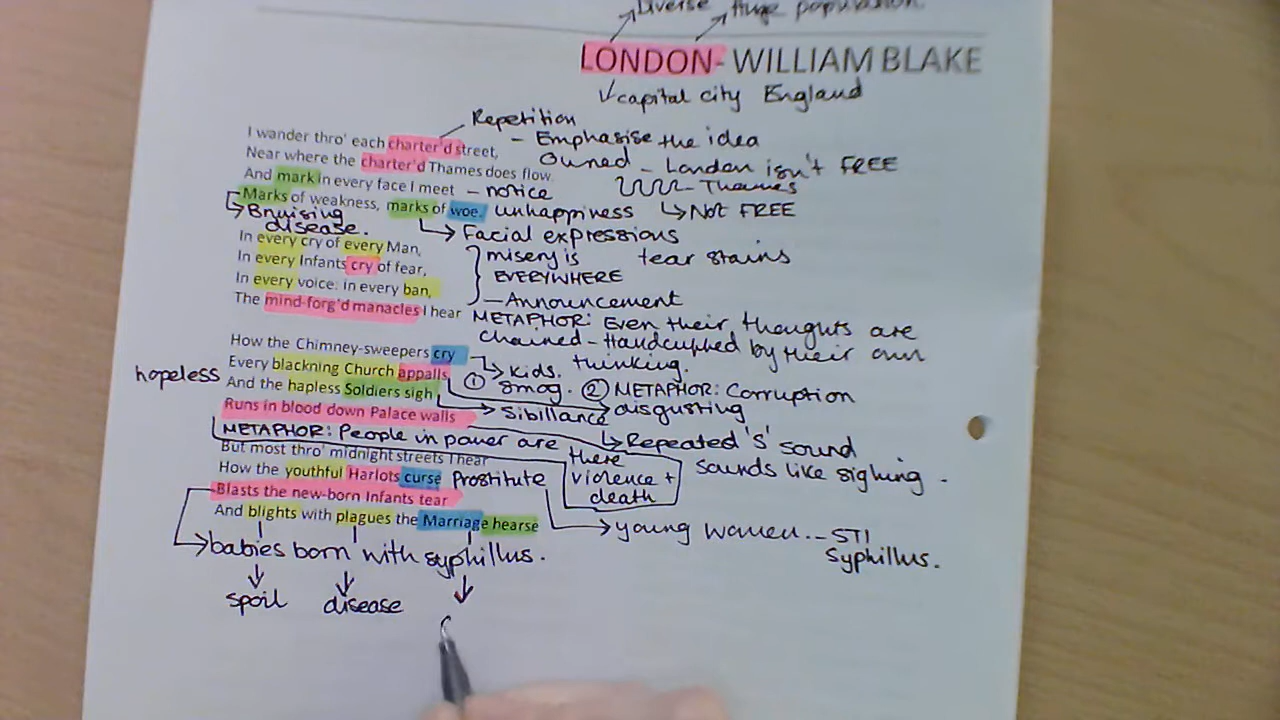 Diverse Huge population
LONDON- WILLIAM BLAKE
capital city England
Repetition
I wander thro' each charter'd street, - Emphasise the idea
Near where the charter'd Thames does flow. Owned - London isn't FREE
And mark in every face I meet - notice Thames
Marks of weakness, marks of woe. unhappiness Not FREE
Bruising
disease. Facial expressions
In every cry of every Man, misery is tear stains
In every Infants cry of fear, EVERYWHERE
In every voice: in every ban, - Announcement
The mind-forg'd manacles I hear METAPHOR: Even their thoughts are
chained - Handcuffed by their own
thinking.
How the Chimney-sweepers cry Kids.
Every blackning Church appalls, ① smog. ② METAPHOR: Corruption
hopeless And the hapless Soldiers sigh disgusting
Runs in blood down Palace walls Sibillance Repeated 'S' sound
METAPHOR: People in power are there sounds like sighing.
violence +
death
But most thro' midnight streets I hear
How the youthful Harlots curse Prostitute
Blasts the new-born Infants tear
And blights with plagues the Marriage hearse young women - STI
Syphillus.
babies born with syphillus.
spoil disease